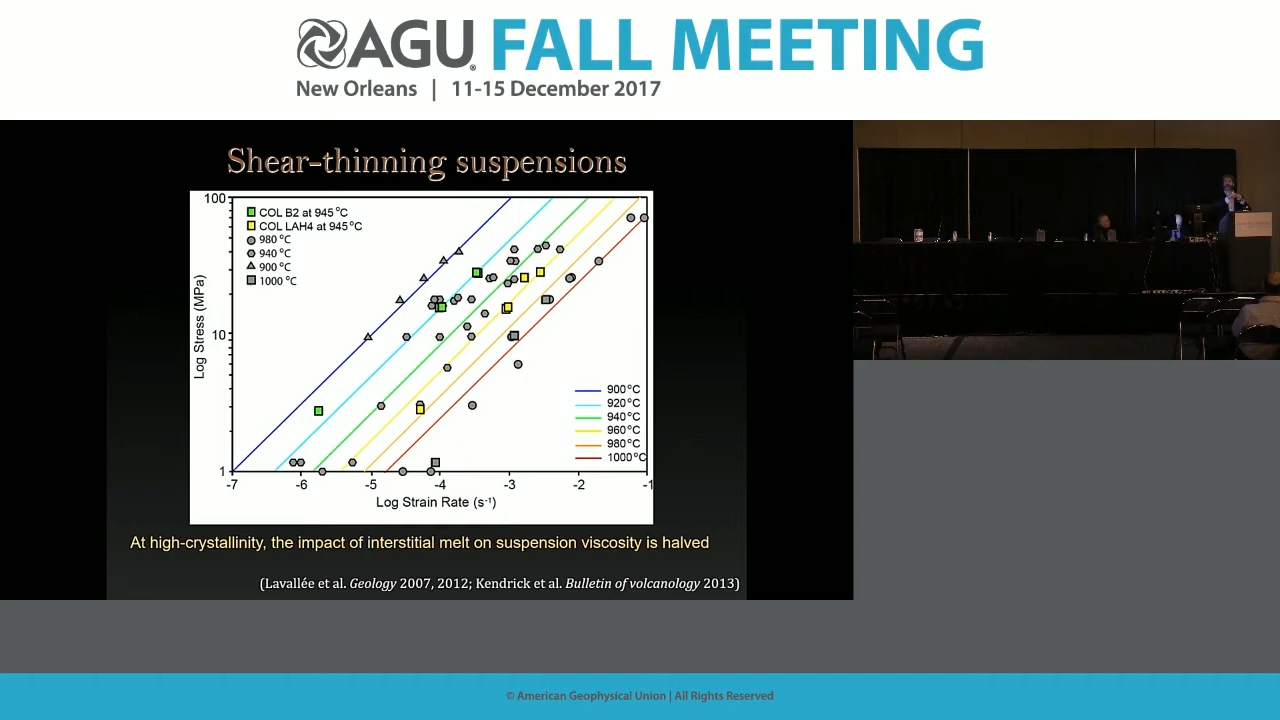 AGU FALL MEETING
New Orleans | 11-15 December 2017
Shear-thinning suspensions
100
COL B2 at 945 °C
COL LAH4 at 945°C
980 °C
940 °C
900 °C
1000 °C
Log Stress (MPa)
10
900°C
920°C
940°C
960°C
980°C
1000°C
1
-7 -6 -5 -4 -3 -2 -1
Log Strain Rate (s⁻¹)
At high-crystallinity, the impact of interstitial melt on suspension viscosity is halved
(Lavallée et al. Geology 2007, 2012; Kendrick et al. Bulletin of volcanology 2013)
© American Geophysical Union | All Rights Reserved